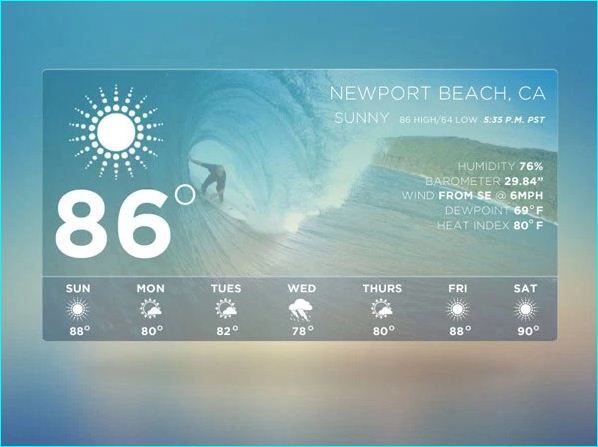 NEWPORT BEACH, CA
SUNNY 86 HIGH/64 LOW 5:35 P.M. PST
86°
HUMIDITY 76%
BAROMETER 29.84”
WIND FROM SE @ 6MPH
DEWPOINT 69°F
HEAT INDEX 80°F
SUN MON TUES WED THURS FRI SAT
88° 80° 82° 78° 80° 88° 90°